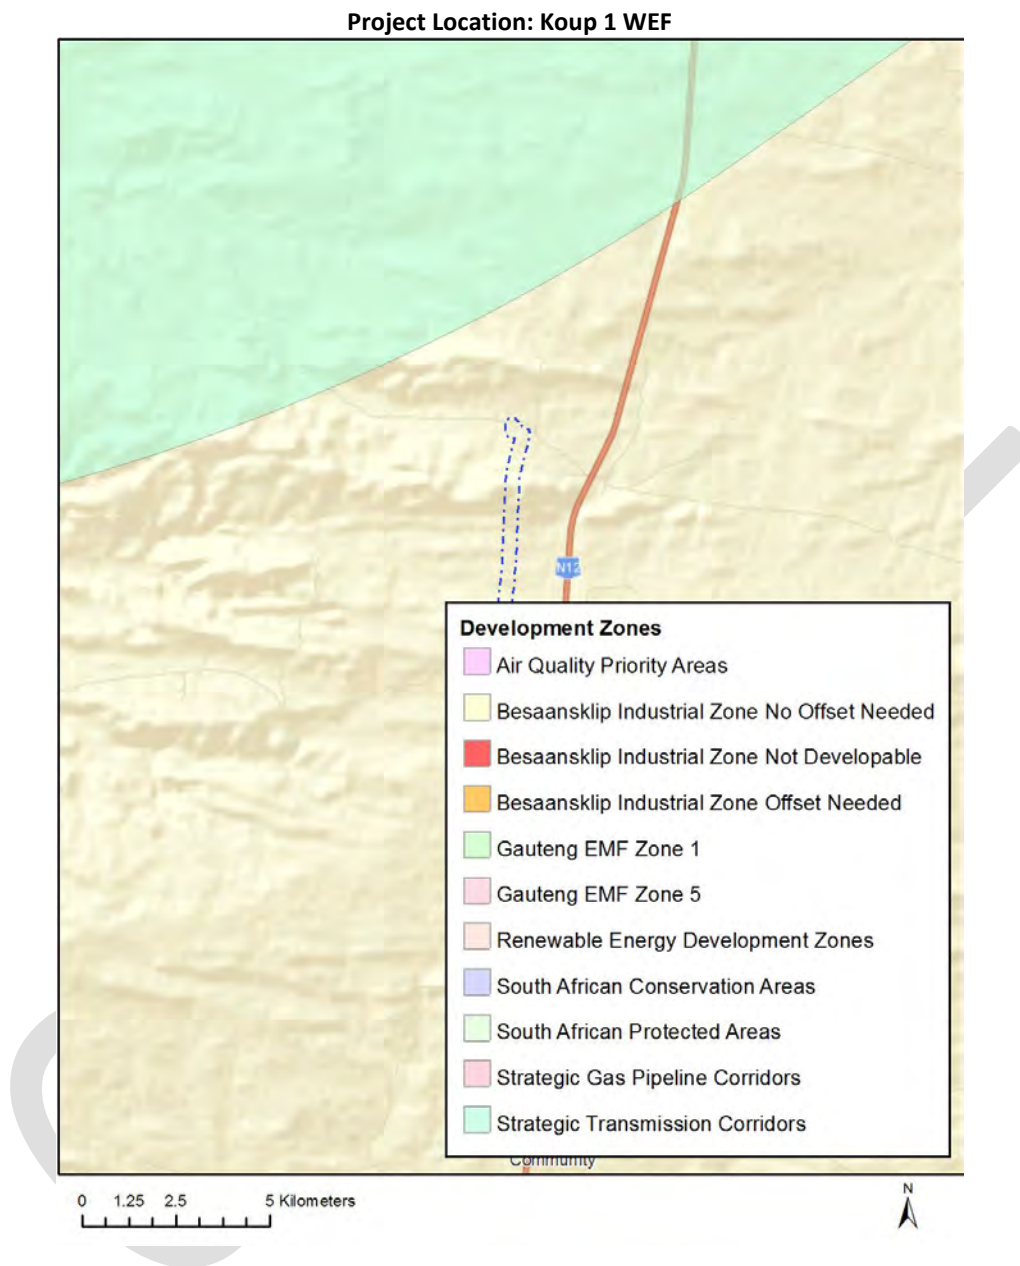 Project Location: Koup 1 WEF
N12
Development Zones
Air Quality Priority Areas
Besaansklip Industrial Zone No Offset Needed
Besaansklip Industrial Zone Not Developable
Besaansklip Industrial Zone Offset Needed
Gauteng EMF Zone 1
Gauteng EMF Zone 5
Renewable Energy Development Zones
South African Conservation Areas
South African Protected Areas
Strategic Gas Pipeline Corridors
Strategic Transmission Corridors
Community
0 1.25 2.5 5 Kilometers
N